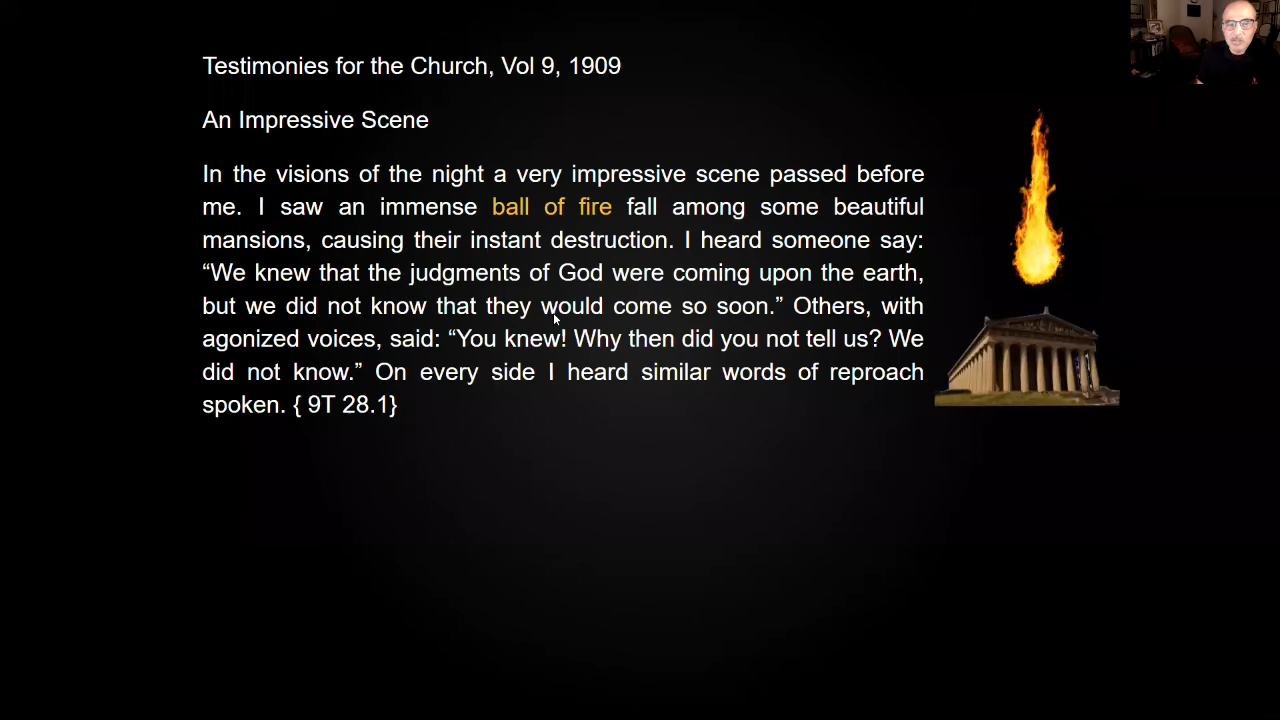 Testimonies for the Church, Vol 9, 1909
An Impressive Scene
In the visions of the night a very impressive scene passed before
me. I saw an immense ball of fire fall among some beautiful
mansions, causing their instant destruction. I heard someone say:
“We knew that the judgments of God were coming upon the earth,
but we did not know that they would come so soon.” Others, with
agonized voices, said: “You knew! Why then did you not tell us? We
did not know.” On every side I heard similar words of reproach
spoken. { 9T 28.1}